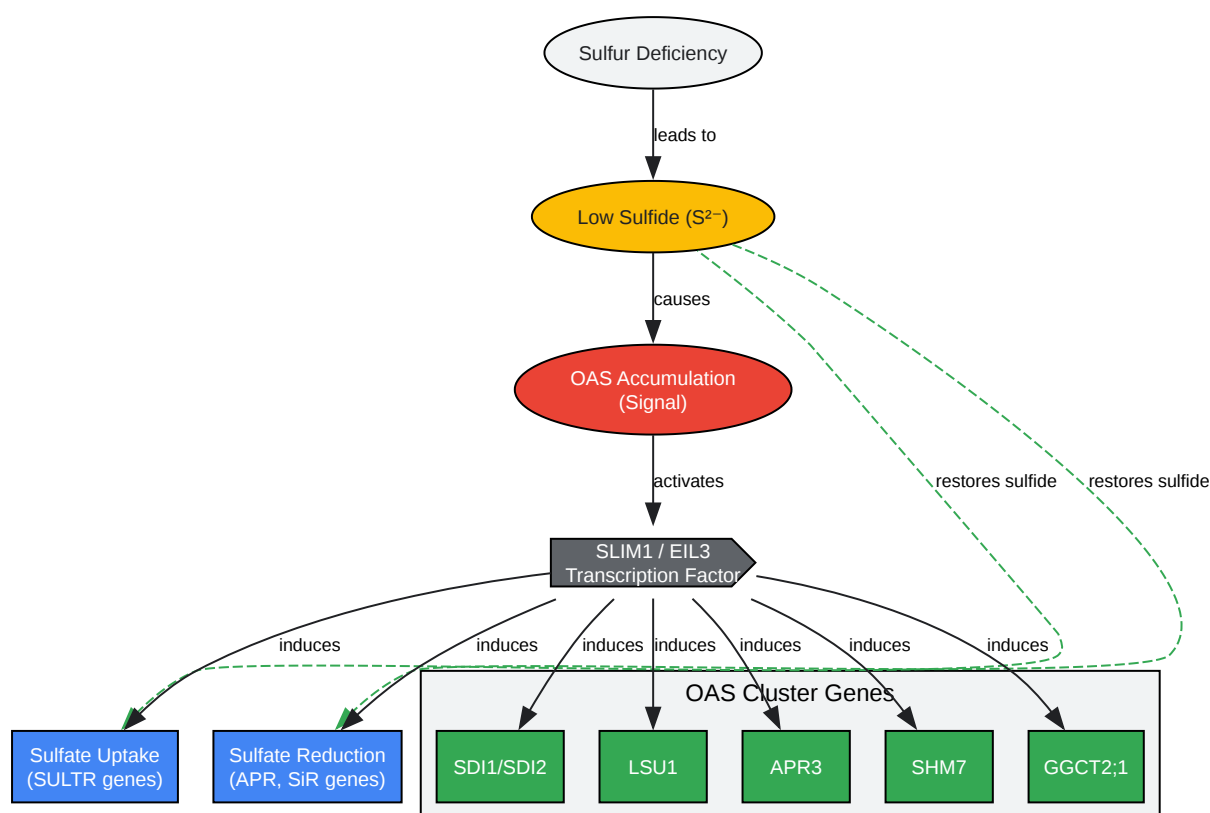 Sulfur Deficiency
leads to
Low Sulfide (S²⁻)
causes
OAS Accumulation
(Signal)
activates
restores sulfide
restores sulfide
SLIM1 / EIL3
Transcription Factor
induces
induces
induces
induces
induces
induces
induces
OAS Cluster Genes
Sulfate Uptake
(SULTR genes)
Sulfate Reduction
(APR, SiR genes)
SDI1/SDI2
LSU1
APR3
SHM7
GGCT2;1